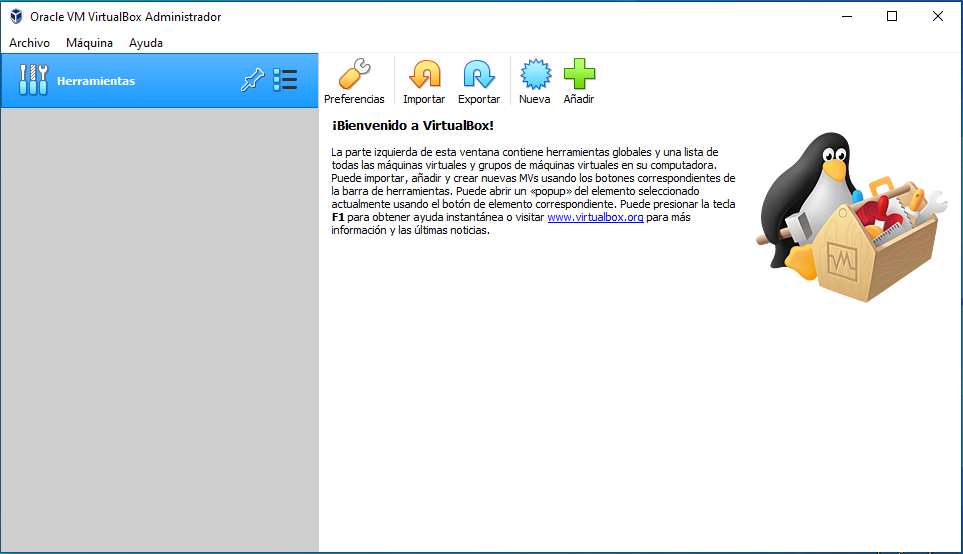 Oracle VM VirtualBox Administrador
Archivo Máquina Ayuda
Herramientas
Preferencias Importar Exportar Nueva Añadir
¡Bienvenido a VirtualBox!
La parte izquierda de esta ventana contiene herramientas globales y una lista de
todas las máquinas virtuales y grupos de máquinas virtuales en su computadora.
Puede importar, añadir y crear nuevas MVs usando los botones correspondientes de
la barra de herramientas. Puede abrir un «popup» del elemento seleccionado
actualmente usando el botón de elemento correspondiente. Puede presionar la tecla
F1 para obtener ayuda instantánea o visitar www.virtualbox.org para más
información y las últimas noticias.